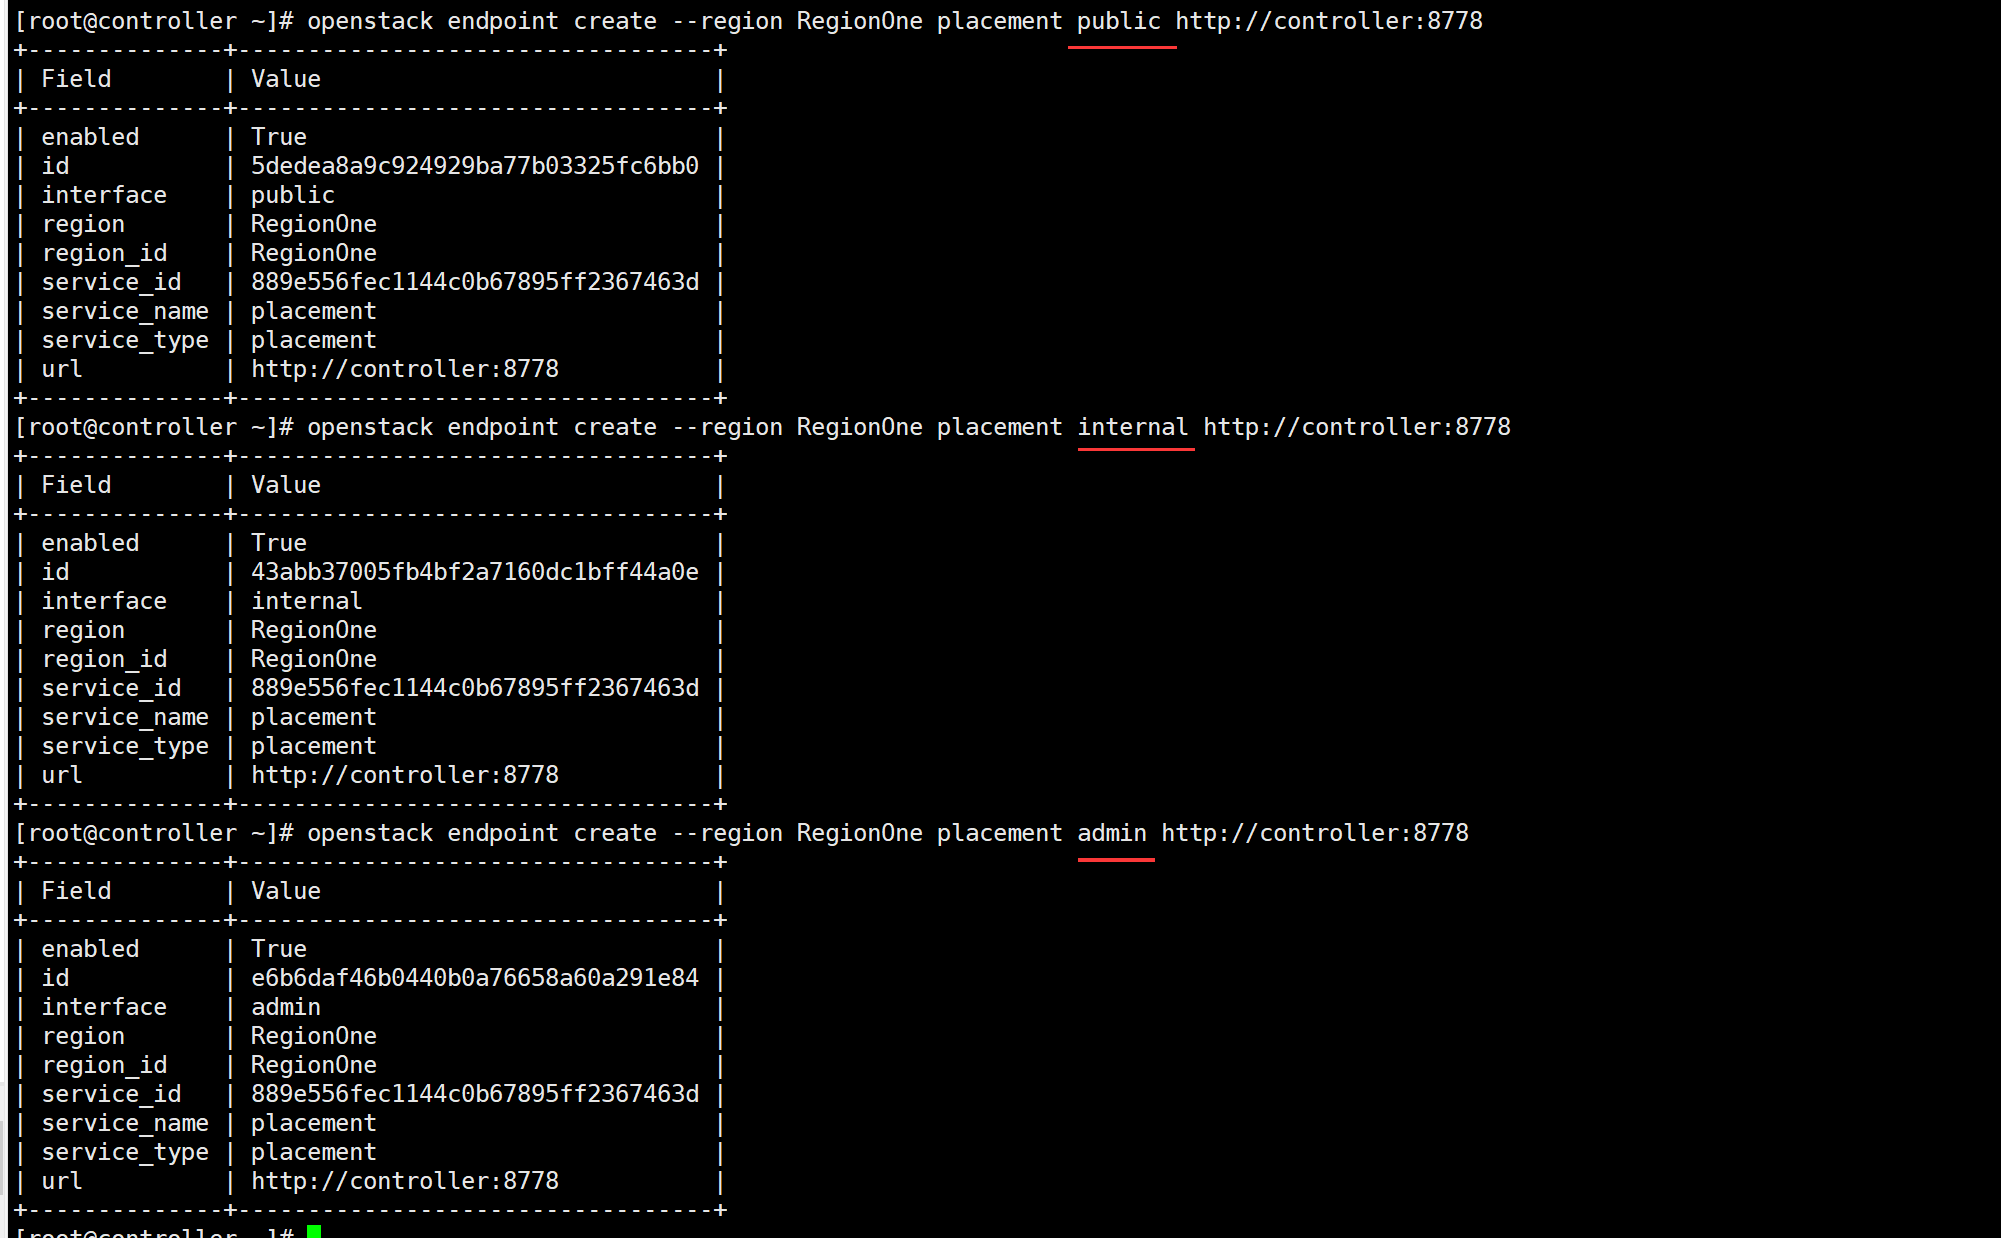 [root@controller ~]# openstack endpoint create --region RegionOne placement public http://controller:8778
+--------------+----------------------------------+
| Field        | Value                            |
+--------------+----------------------------------+
| enabled      | True                             |
| id           | 5dedea8a9c924929ba77b03325fc6bb0 |
| interface    | public                           |
| region       | RegionOne                        |
| region_id    | RegionOne                        |
| service_id   | 889e556fec1144c0b67895ff2367463d |
| service_name | placement                        |
| service_type | placement                        |
| url          | http://controller:8778           |
+--------------+----------------------------------+
[root@controller ~]# openstack endpoint create --region RegionOne placement internal http://controller:8778
+--------------+----------------------------------+
| Field        | Value                            |
+--------------+----------------------------------+
| enabled      | True                             |
| id           | 43abb37005fb4bf2a7160dc1bff44a0e |
| interface    | internal                         |
| region       | RegionOne                        |
| region_id    | RegionOne                        |
| service_id   | 889e556fec1144c0b67895ff2367463d |
| service_name | placement                        |
| service_type | placement                        |
| url          | http://controller:8778           |
+--------------+----------------------------------+
[root@controller ~]# openstack endpoint create --region RegionOne placement admin http://controller:8778
+--------------+----------------------------------+
| Field        | Value                            |
+--------------+----------------------------------+
| enabled      | True                             |
| id           | e6b6daf46b0440b0a76658a60a291e84 |
| interface    | admin                            |
| region       | RegionOne                        |
| region_id    | RegionOne                        |
| service_id   | 889e556fec1144c0b67895ff2367463d |
| service_name | placement                        |
| service_type | placement                        |
| url          | http://controller:8778           |
+--------------+----------------------------------+
[root@controller ~]#